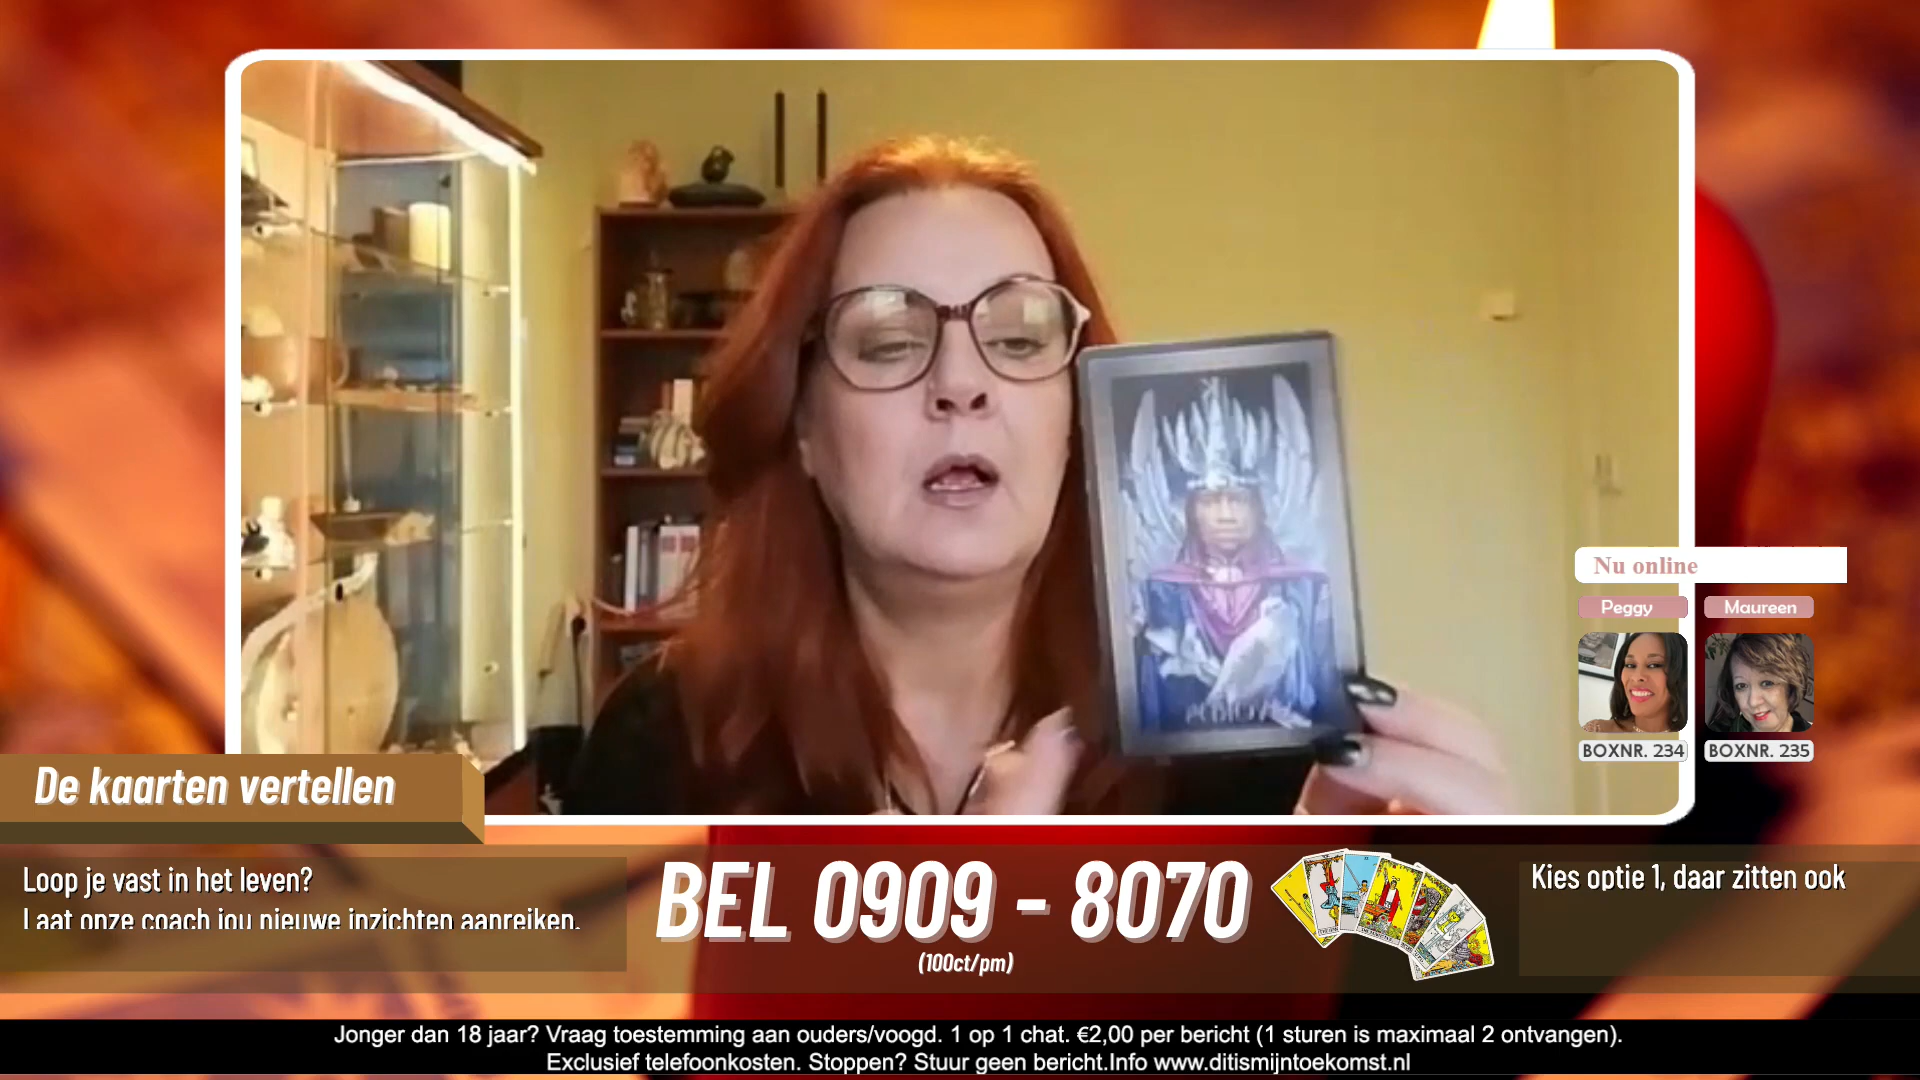 Nu online
Peggy
Maureen
BOXNR. 234
BOXNR. 235
De kaarten vertellen
Loop je vast in het leven?
Laat onze coach jou nieuwe inzichten aanreiken.
BEL 0909 - 8070
(100ct/pm)
Kies optie 1, daar zitten ook
Jonger dan 18 jaar? Vraag toestemming aan ouders/voogd. 1 op 1 chat. €2,00 per bericht (1 sturen is maximaal 2 ontvangen).
Exclusief telefoonkosten. Stoppen? Stuur geen bericht.Info www.ditismijntoekomst.nl